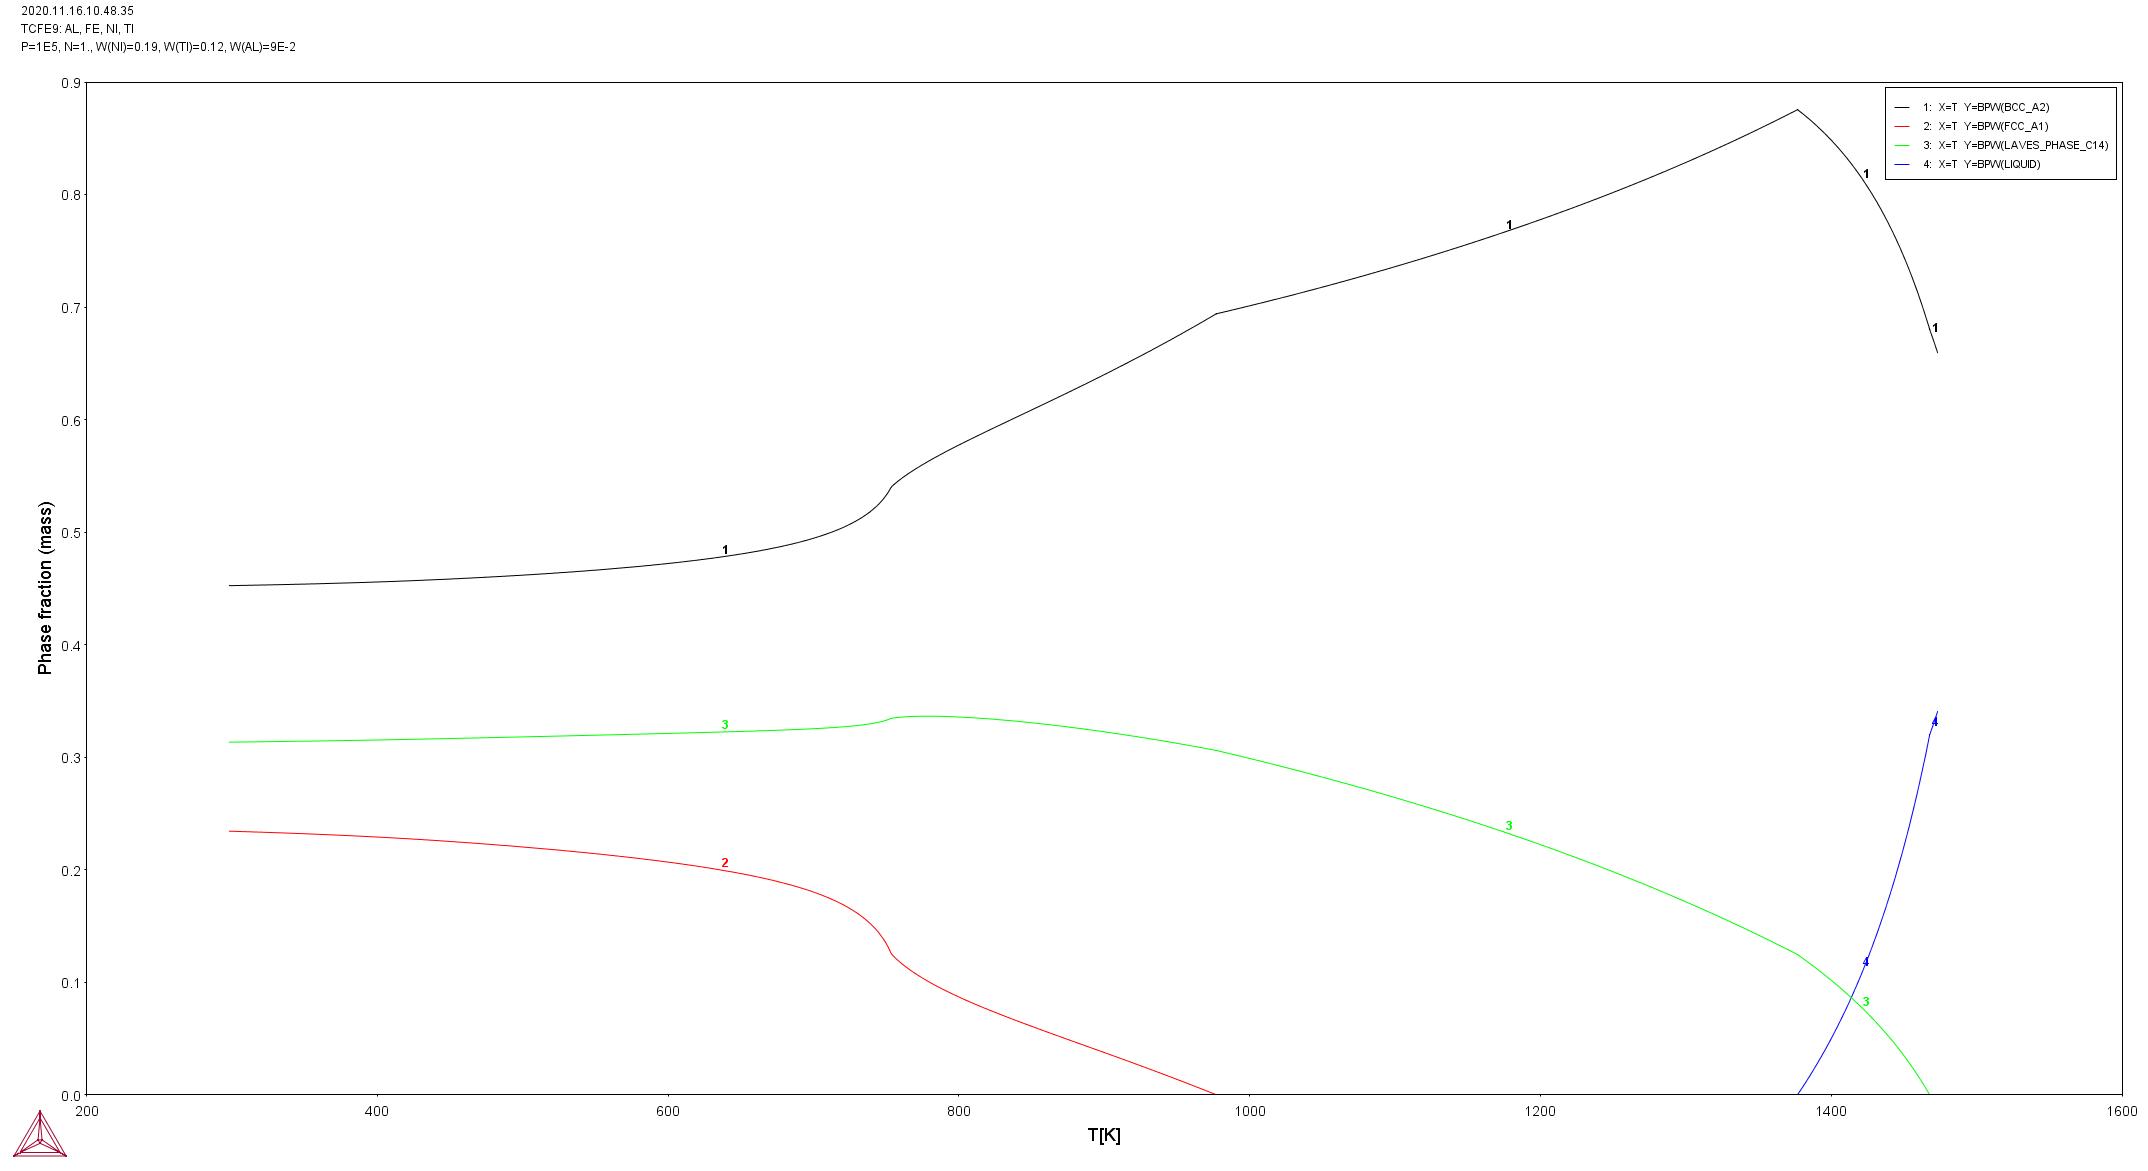 2020.11.16.10.48.35
TCFE9: AL, FE, NI, TI
P=1E5, N=1., W(NI)=0.19, W(TI)=0.12, W(AL)=9E-2
1: X=T Y=BPW(BCC_A2)
2: X=T Y=BPW(FCC_A1)
3: X=T Y=BPW(LAVES_PHASE_C14)
4: X=T Y=BPW(LIQUID)
Phase fraction (mass)
0.9
0.8
0.7
0.6
0.5
0.4
0.3
0.2
0.1
0.0
1
1
1
1
3
3
3
2
4
4
200 400 600 800 1000 1200 1400 1600
T[K]